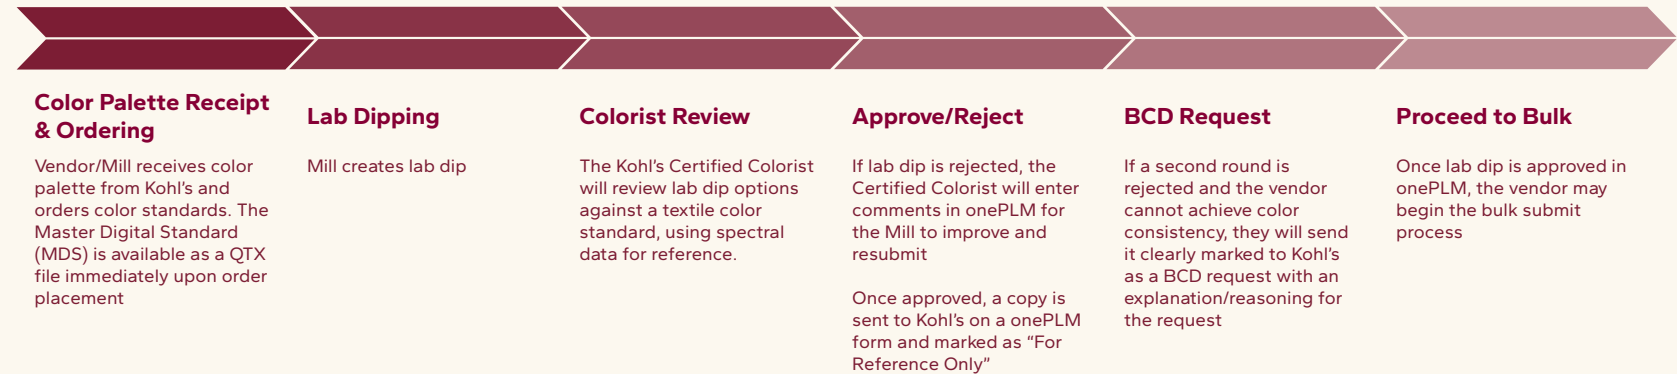 Color Palette Receipt
& Ordering
Vendor/Mill receives color
palette from Kohl's and
orders color standards. The
Master Digital Standard
(MDS) is available as a QTX
file immediately upon order
placement
Lab Dipping
Mill creates lab dip
Colorist Review
The Kohl's Certified Colorist
will review lab dip options
against a textile color
standard, using spectral
data for reference.
Approve/Reject
If lab dip is rejected, the
Certified Colorist will enter
comments in onePLM for
the Mill to improve and
resubmit
Once approved, a copy is
sent to Kohl's on a onePLM
form and marked as “For
Reference Only”
BCD Request
If a second round is
rejected and the vendor
cannot achieve color
consistency, they will send
it clearly marked to Kohl's
as a BCD request with an
explanation/reasoning for
the request
Proceed to Bulk
Once lab dip is approved in
onePLM, the vendor may
begin the bulk submit
process